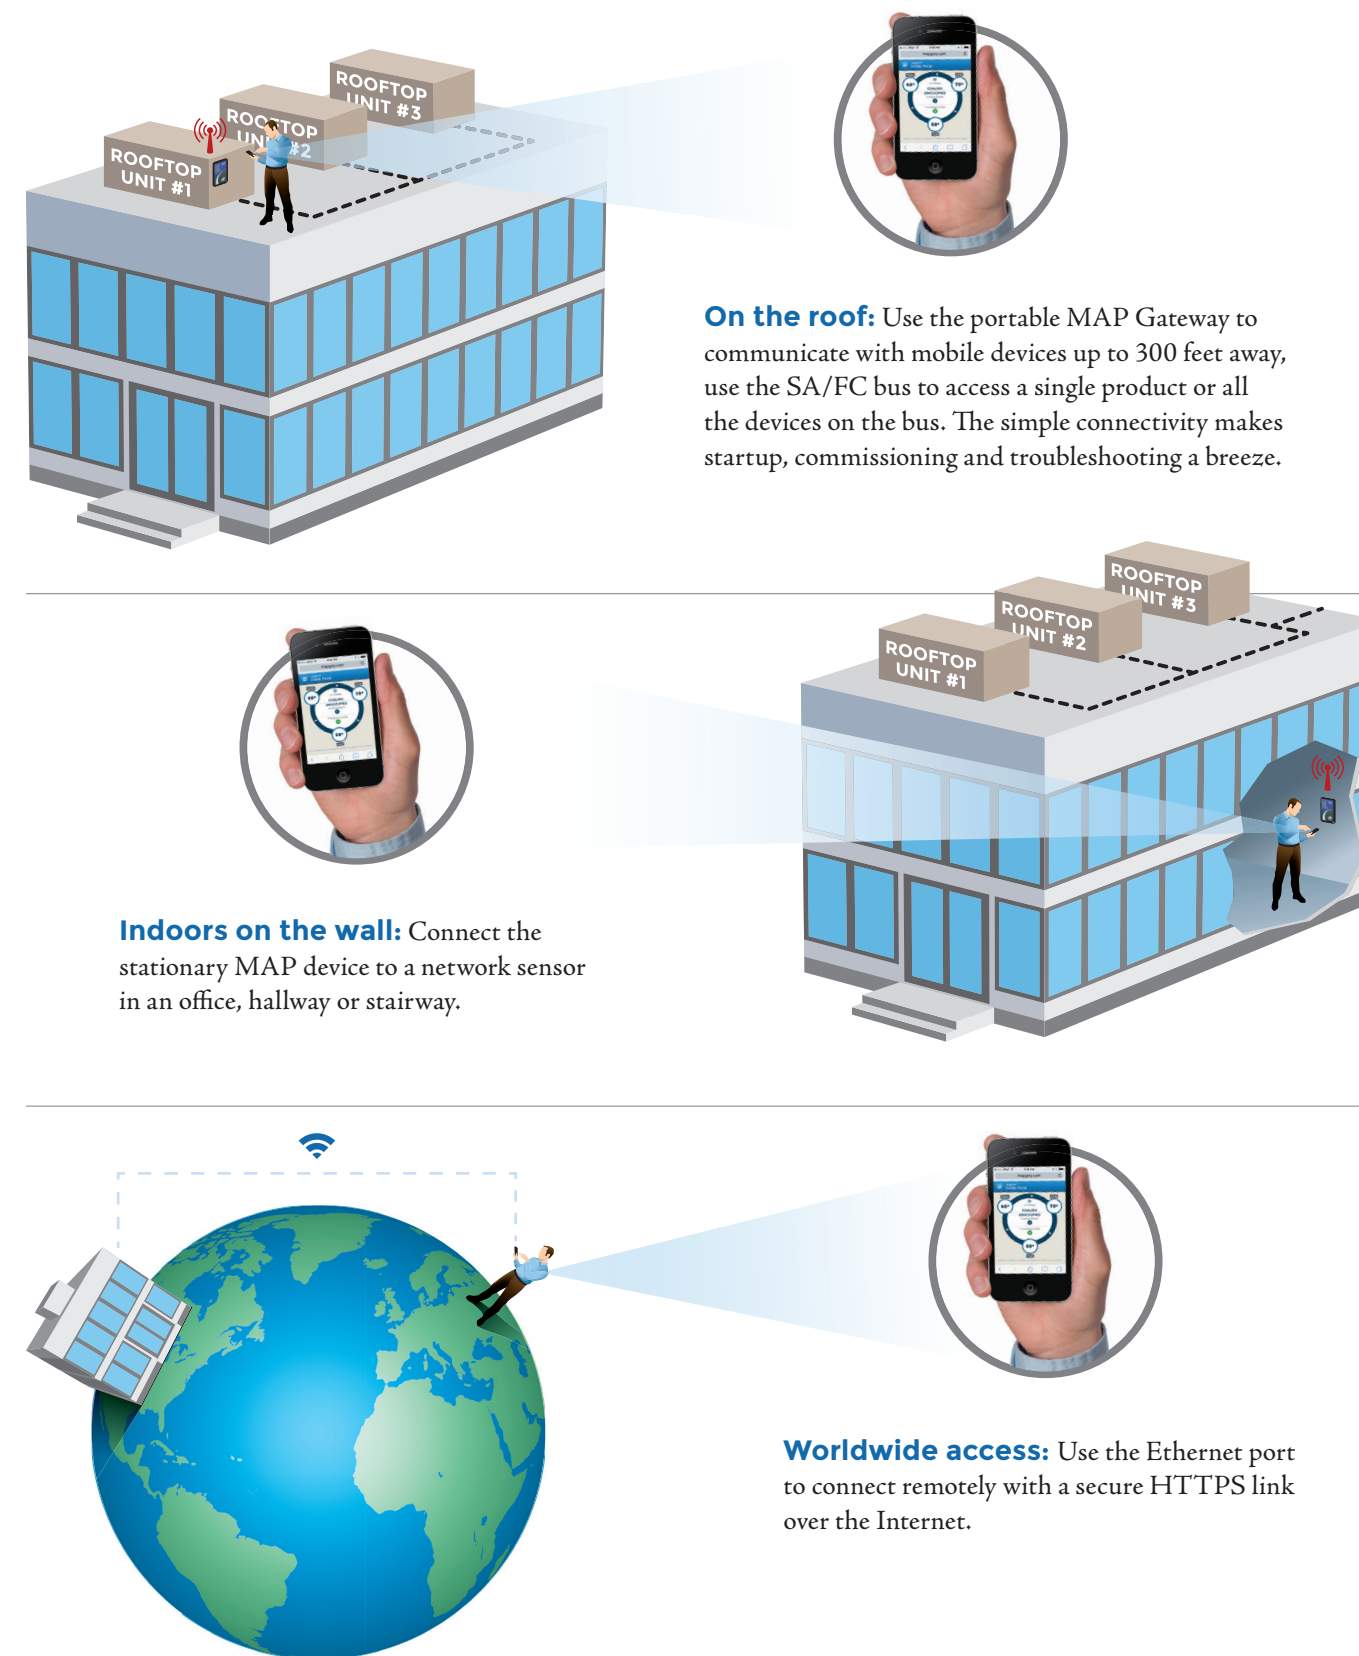 ROOFTOP
UNIT #3
ROOFTOP
UNIT #2
ROOFTOP
UNIT #1
On the roof: Use the portable MAP Gateway to
communicate with mobile devices up to 300 feet away,
use the SA/FC bus to access a single product or all
the devices on the bus. The simple connectivity makes
startup, commissioning and troubleshooting a breeze.
ROOFTOP
UNIT #3
ROOFTOP
UNIT #2
ROOFTOP
UNIT #1
Indoors on the wall: Connect the
stationary MAP device to a network sensor
in an office, hallway or stairway.
Worldwide access: Use the Ethernet port
to connect remotely with a secure HTTPS link
over the Internet.